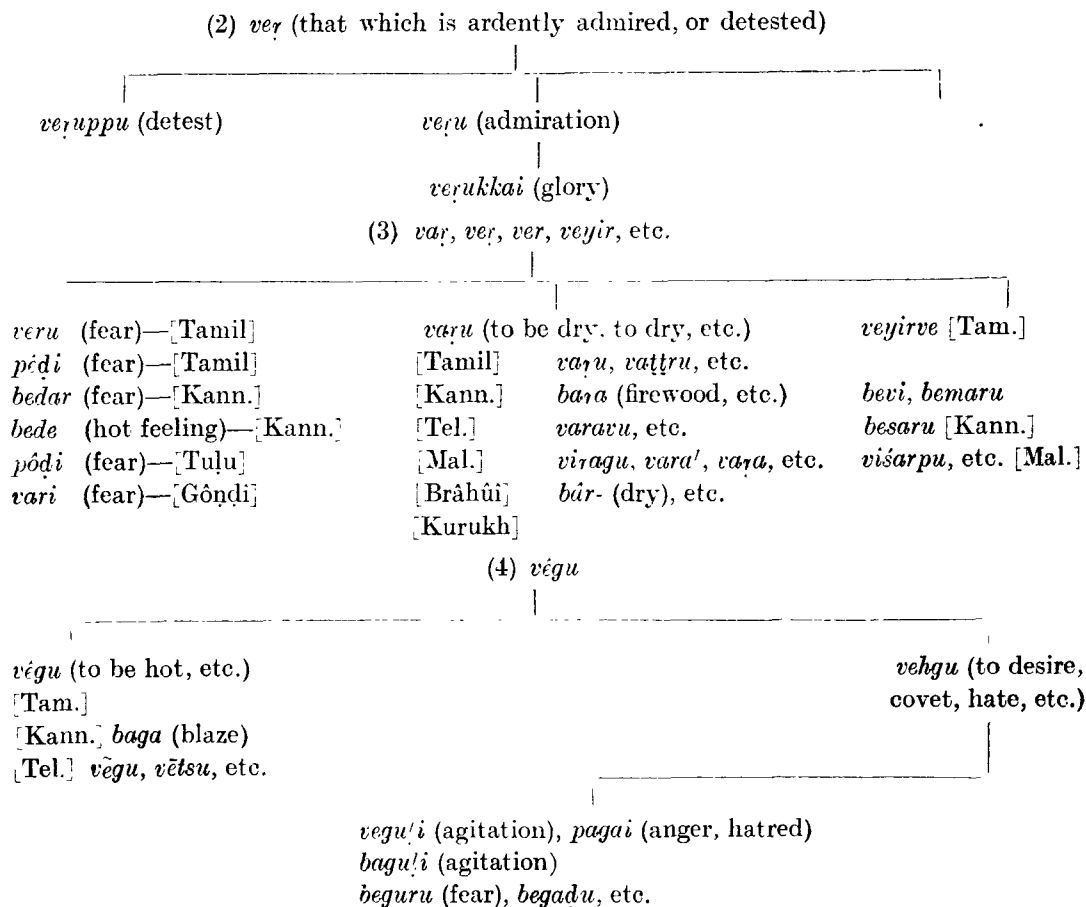 (2) veṛ (that which is ardently admired, or detested)
veṛuppu (detest) veṛu (admiration)
veṛukkai (glory)
(3) vaṛ, veṛ, ver, veyir, etc.
veru (fear)—[Tamil] vaṛu (to be dry. to dry, etc.) veyirve [Tam.]
pêḍi (fear)—[Tamil] [Tamil] vaṛu, vaṭṭru, etc.
bedar (fear)—[Kann.] [Kann.] baṛa (firewood, etc.) bevi, bemaru
bede (hot feeling)—[Kann.] [Tel.] varavu, etc. besaru [Kann.]
pôḍi (fear)—[Tuḷu] [Mal.] viṛagu, vara', vaṛa, etc. viśarpu, etc. [Mal.]
vari (fear)—[Gôṇḍi] [Brâhûî] bâr- (dry), etc.
[Kurukh]
(4) vêgu
vêgu (to be hot, etc.) vehgu (to desire,
[Tam.] covet, hate, etc.)
[Kann.] baga (blaze)
[Tel.] vēgu, vētsu, etc.
veguḷi (agitation), pagai (anger, hatred)
baguḷi (agitation)
beguru (fear), begaḍu, etc.